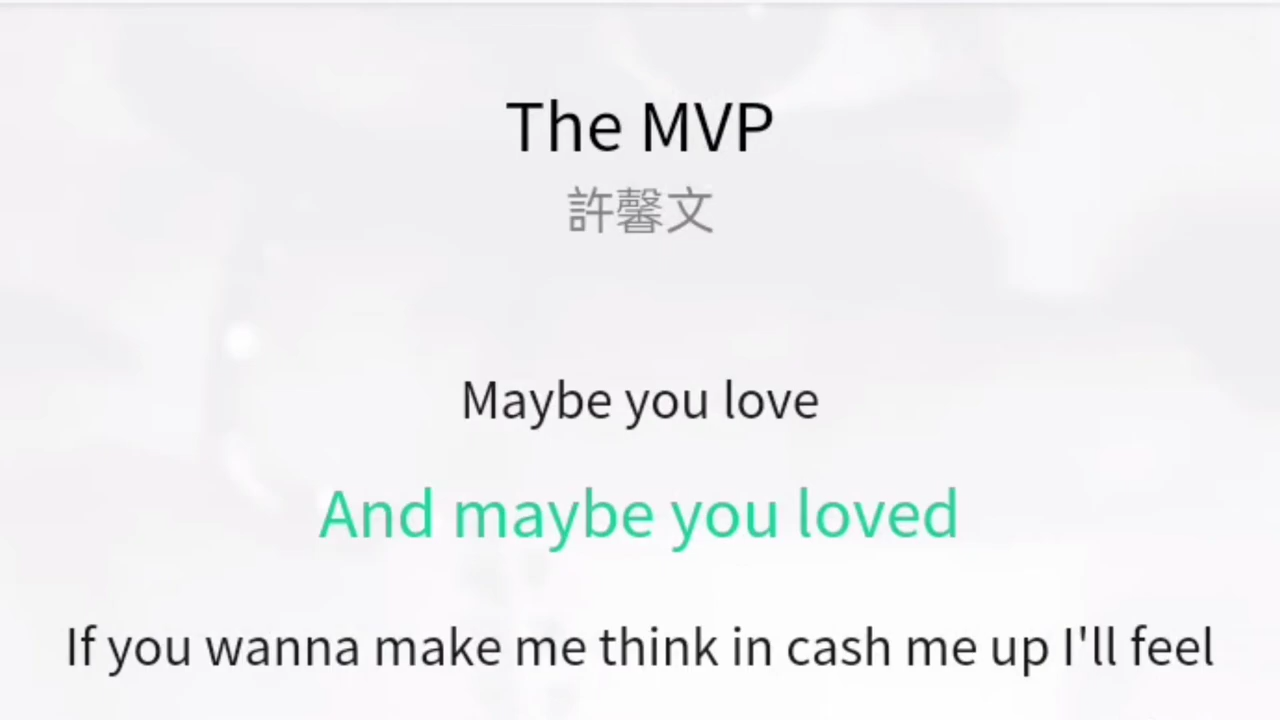 The MVP
許馨文
Maybe you love
And maybe you loved
If you wanna make me think in cash me up I'll feel